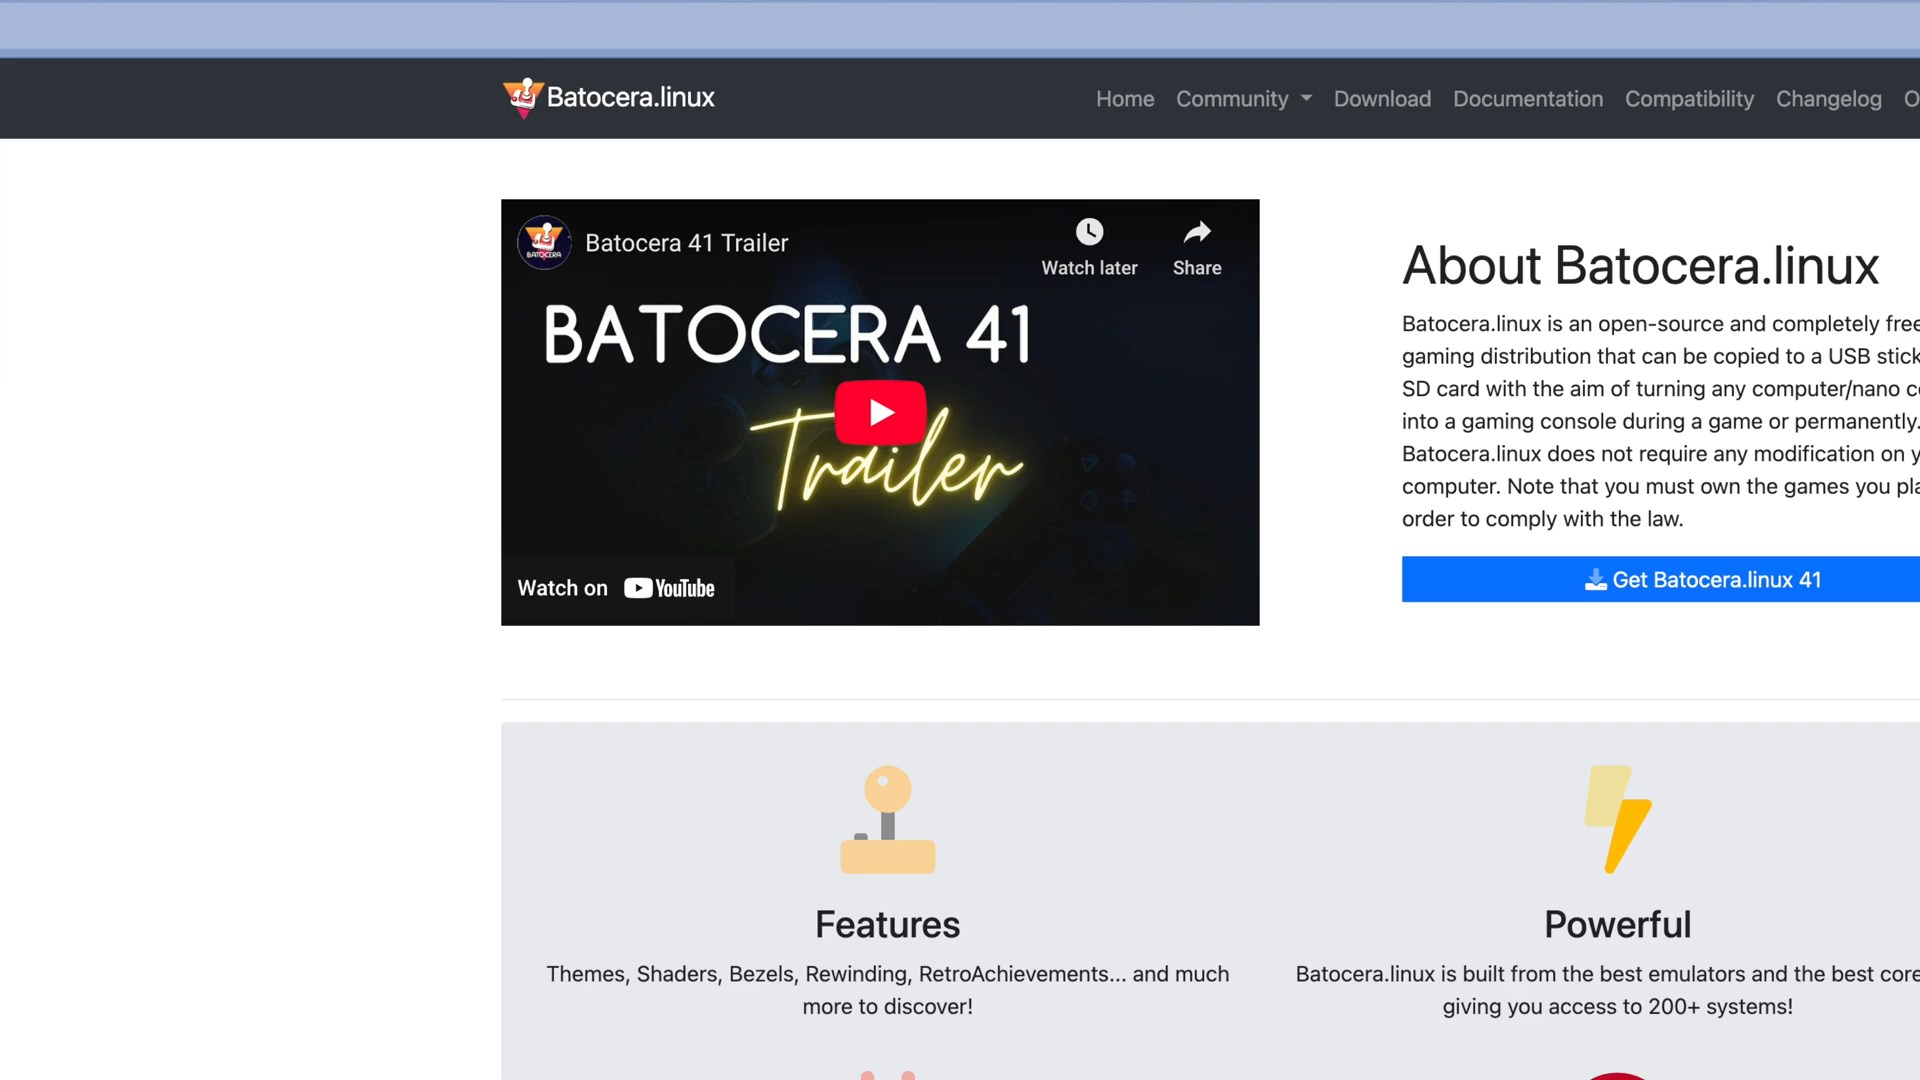 Batocera.linux
Home Community Download Documentation Compatibility Changelog
Batocera 41 Trailer
Watch later
Share
BATOCERA
BATOCERA 41
Trailer
Watch on YouTube
About Batocera.linux
Batocera.linux is an open-source and completely free
gaming distribution that can be copied to a USB stick
SD card with the aim of turning any computer/nano
into a gaming console during a game or permanently.
Batocera.linux does not require any modification on
computer. Note that you must own the games you
order to comply with the law.
Get Batocera.linux 41
Features
Themes, Shaders, Bezels, Rewinding, RetroAchievements... and much
more to discover!
Powerful
Batocera.linux is built from the best emulators and the best
giving you access to 200+ systems!